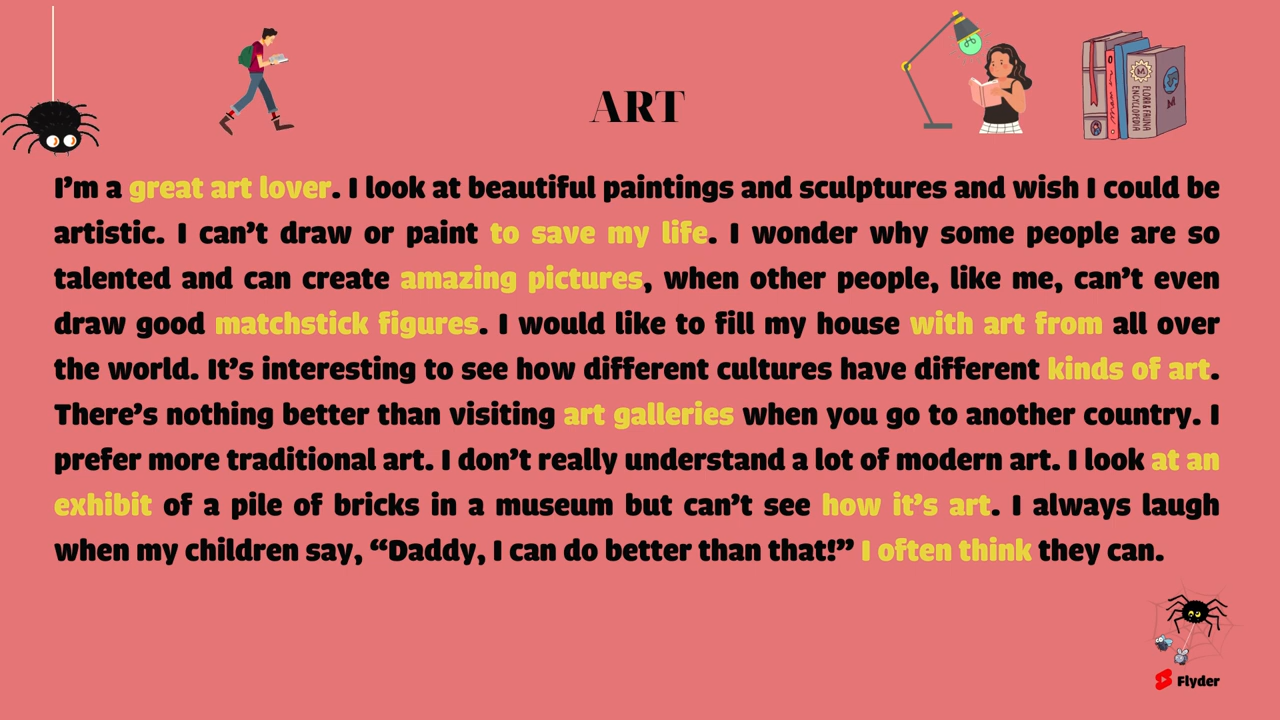 ART
I’m a great art lover. I look at beautiful paintings and sculptures and wish I could be
artistic. I can’t draw or paint to save my life. I wonder why some people are so
talented and can create amazing pictures, when other people, like me, can’t even
draw good matchstick figures. I would like to fill my house with art from all over
the world. It’s interesting to see how different cultures have different kinds of art.
There’s nothing better than visiting art galleries when you go to another country. I
prefer more traditional art. I don’t really understand a lot of modern art. I look at an
exhibit of a pile of bricks in a museum but can’t see how it’s art. I always laugh
when my children say, “Daddy, I can do better than that!” I often think they can.
FLORA & FAUNA
ENCYCLOPEDIA
M
M
Flyder